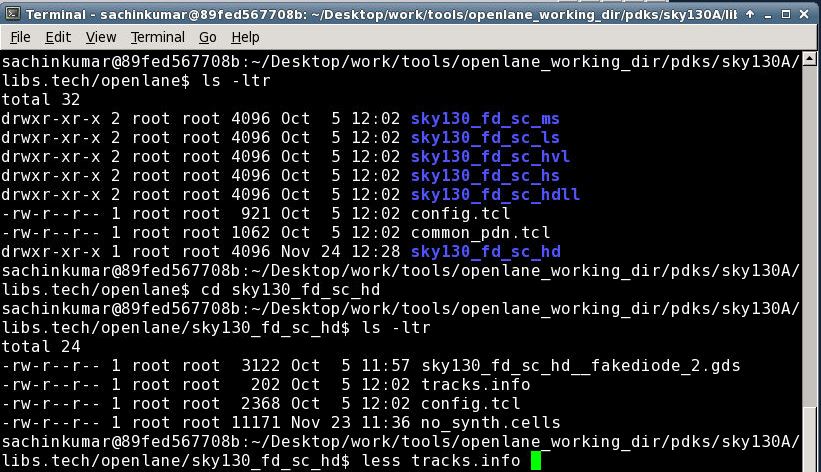 Terminal - sachinkumar@89fed567708b: ~/Desktop/work/tools/openlane_working_dir/pdks/sky130A/lib
File Edit View Terminal Go Help
sachinkumar@89fed567708b:~/Desktop/work/tools/openlane_working_dir/pdks/sky130A/
libs.tech/openlane$ ls -ltr
total 32
drwxr-xr-x 2 root root 4096 Oct  5 12:02 sky130_fd_sc_ms
drwxr-xr-x 2 root root 4096 Oct  5 12:02 sky130_fd_sc_ls
drwxr-xr-x 2 root root 4096 Oct  5 12:02 sky130_fd_sc_hvl
drwxr-xr-x 2 root root 4096 Oct  5 12:02 sky130_fd_sc_hs
drwxr-xr-x 2 root root 4096 Oct  5 12:02 sky130_fd_sc_hdll
-rw-r--r-- 1 root root  921 Oct  5 12:02 config.tcl
-rw-r--r-- 1 root root 1062 Oct  5 12:02 common_pdn.tcl
drwxr-xr-x 1 root root 4096 Nov 24 12:28 sky130_fd_sc_hd
sachinkumar@89fed567708b:~/Desktop/work/tools/openlane_working_dir/pdks/sky130A/
libs.tech/openlane$ cd sky130_fd_sc_hd
sachinkumar@89fed567708b:~/Desktop/work/tools/openlane_working_dir/pdks/sky130A/
libs.tech/openlane/sky130_fd_sc_hd$ ls -ltr
total 24
-rw-r--r-- 1 root root  3122 Oct  5 11:57 sky130_fd_sc_hd__fakediode_2.gds
-rw-r--r-- 1 root root   202 Oct  5 12:02 tracks.info
-rw-r--r-- 1 root root  2368 Oct  5 12:02 config.tcl
-rw-r--r-- 1 root root 11171 Nov 23 11:36 no_synth.cells
sachinkumar@89fed567708b:~/Desktop/work/tools/openlane_working_dir/pdks/sky130A/
libs.tech/openlane/sky130_fd_sc_hd$ less tracks.info